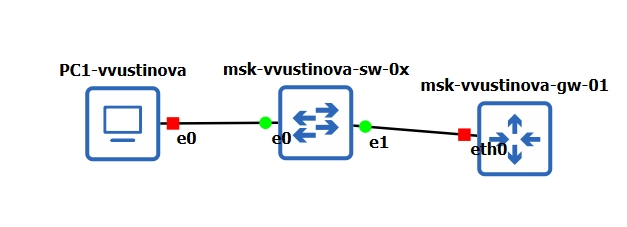 PC1-vvustinova
msk-vvustinova-sw-0x
msk-vvustinova-gw-01
e0
e0
e1
eth0